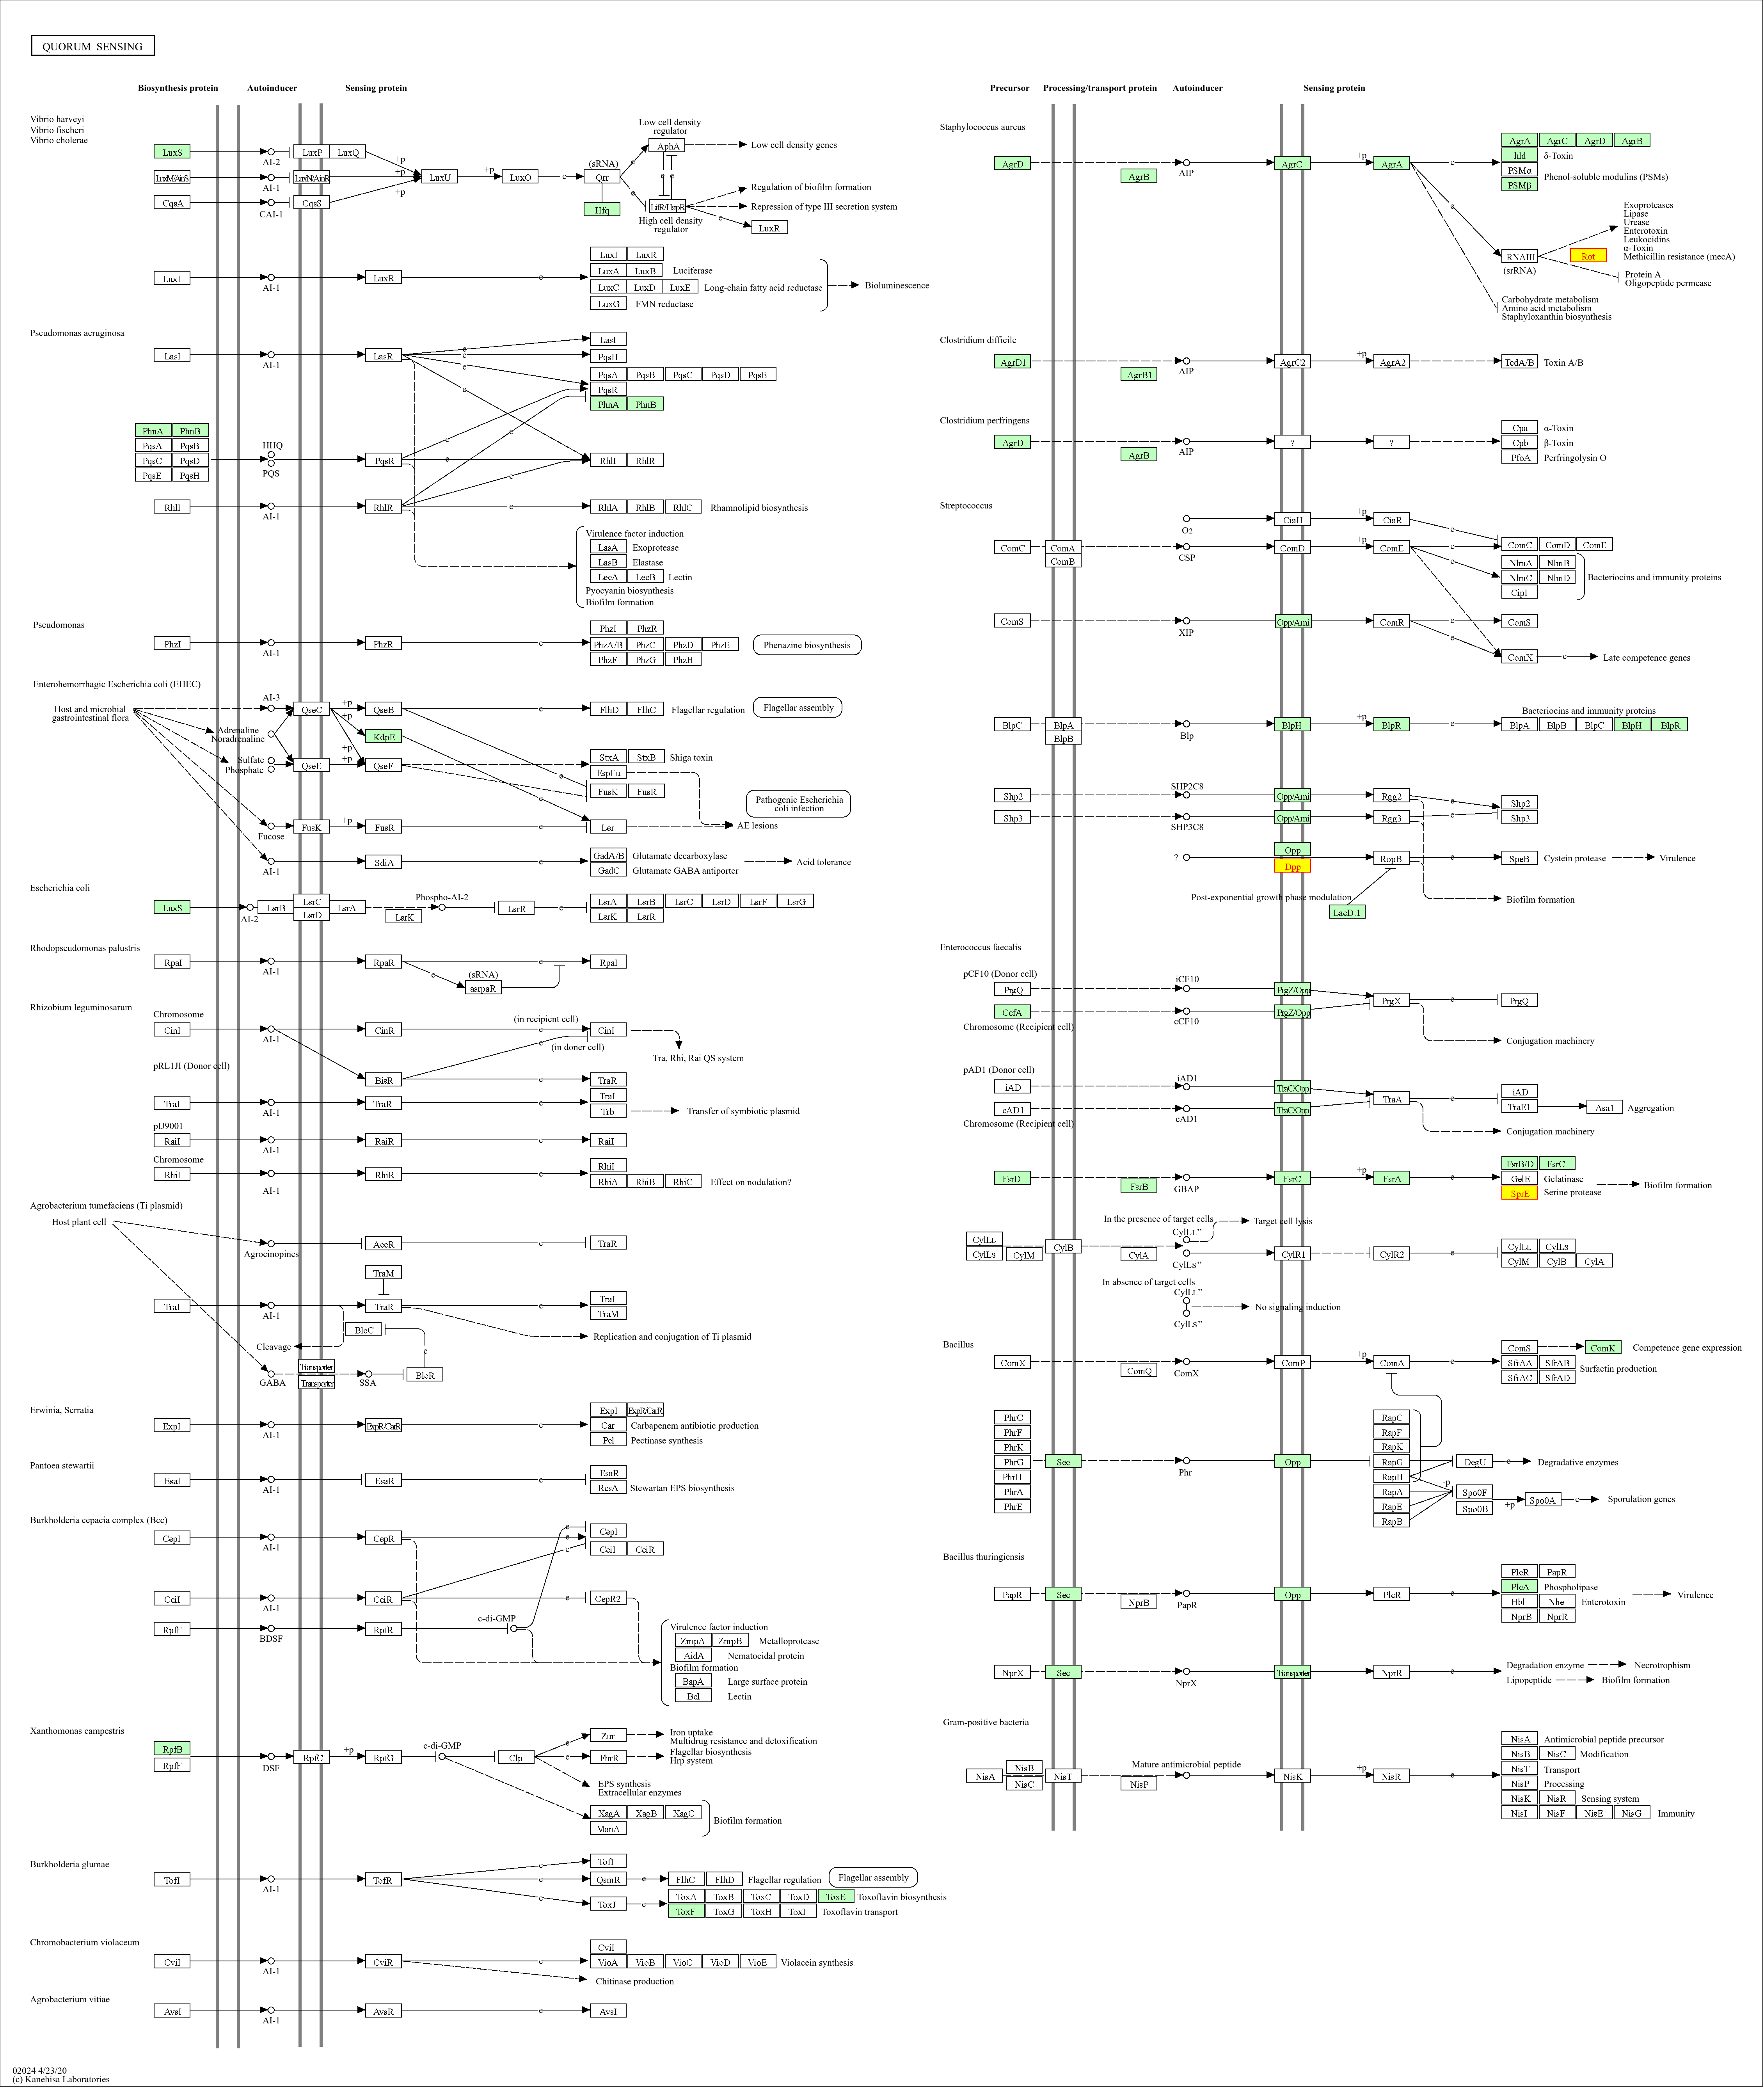 QUORUM SENSING
Biosynthesis protein Autoinducer Sensing protein
Vibrio harveyi
Vibrio fischeri
Vibrio cholerae
LuxS AI-2 LuxP LuxQ +p
LuxM/AinS AI-1 LuxN/AinR +p LuxU +p LuxO e (sRNA) Qrr
CqsA CAI-1 CqsS +p
Hfq
Low cell density
regulator
AphA Low cell density genes
e e e e
LitR/HapR
High cell density
regulator
Regulation of biofilm formation
Repression of type III secretion system
e LuxR
LuxI AI-1 LuxR e
LuxI LuxR
LuxA LuxB Luciferase
LuxC LuxD LuxE Long-chain fatty acid reductase
LuxG FMN reductase
Bioluminescence
Pseudomonas aeruginosa
LasI AI-1 LasR e e e e
LasI
PqsH
PqsA PqsB PqsC PqsD PqsE
PqsR
PhnA PhnB
PhnA PhnB
PqsA PqsB
PqsC PqsD
PqsE PqsH
HHQ
PQS
PqsR e e e RhlI RhlR
RhlI AI-1 RhlR e e
RhlA RhlB RhlC Rhamnolipid biosynthesis
Virulence factor induction
LasA Exoprotease
LasB Elastase
LecA LecB Lectin
Pyocyanin biosynthesis
Biofilm formation
Pseudomonas
PhzI AI-1 PhzR e
PhzI PhzR
PhzA/B PhzC PhzD PhzE
PhzF PhzG PhzH
Phenazine biosynthesis
Enterohemorrhagic Escherichia coli (EHEC)
Host and microbial
gastrointestinal flora
AI-3 QseC +p QseB e FlhD FlhC Flagellar regulation
Flagellar assembly
Adrenaline
Noradrenaline
+p KdpE
Sulfate
Phosphate
QseE +p +p QseF
StxA StxB Shiga toxin
EspFu
e FusK FusR
e
Pathogenic Escherichia
coli infection
Fucose FusK +p FusR e Ler AE lesions
AI-1 SdiA e
GadA/B Glutamate decarboxylase
GadC Glutamate GABA antiporter
Acid tolerance
Escherichia coli
LuxS AI-2 LsrB LsrC LsrD LsrA LsrK Phospho-AI-2 LsrR e
LsrA LsrB LsrC LsrD LsrF LsrG
LsrK LsrR
Rhodopseudomonas palustris
RpaI AI-1 RpaR e RpaI
e (sRNA) asrpaR
Rhizobium leguminosarum
Chromosome
CinI AI-1 CinR (in recipient cell) e CinI
e (in doner cell)
Tra, Rhi, Rai QS system
pRL1JI (Donor cell)
BisR e TraR
TraI AI-1 TraR e TraI
Trb Transfer of symbiotic plasmid
pIJ9001
RaiI AI-1 RaiR e RaiI
Chromosome
RhiI AI-1 RhiR e RhiI
RhiA RhiB RhiC Effect on nodulation?
Agrobacterium tumefaciens (Ti plasmid)
Host plant cell
Agrocinopines AccR e TraR
TraM
TraI AI-1 TraR e TraI
TraM
Replication and conjugation of Ti plasmid
Cleavage BlcC e
GABA Transporter
Transporter
SSA BlcR
Erwinia, Serratia
ExpI AI-1 ExpR/CarR e
ExpI ExpR/CarR
Car Carbapenem antibiotic production
Pel Pectinase synthesis
Pantoea stewartii
EsaI AI-1 EsaR e
EsaR
RcsA Stewartan EPS biosynthesis
Burkholderia cepacia complex (Bcc)
CepI AI-1 CepR e e e
CepI
CciI CciR
CciI AI-1 CciR e CepR2
RpfF BDSF RpfR c-di-GMP
Virulence factor induction
ZmpA ZmpB Metalloprotease
AidA Nematocidal protein
Biofilm formation
BapA Large surface protein
Bcl Lectin
Xanthomonas campestris
RpfB
RpfF
DSF RpfC +p RpfG c-di-GMP Clp
e Zur Iron uptake
Multidrug resistance and detoxification
e FhrR Flagellar biosynthesis
Hrp system
EPS synthesis
Extracellular enzymes
XagA XagB XagC
ManA
Biofilm formation
Burkholderia glumae
TofI AI-1 TofR e e e
TofI
QsmR e FlhC FlhD Flagellar regulation Flagellar assembly
ToxJ e
ToxA ToxB ToxC ToxD ToxE Toxoflavin biosynthesis
ToxF ToxG ToxH ToxI Toxoflavin transport
Chromobacterium violaceum
CviI AI-1 CviR e
CviI
VioA VioB VioC VioD VioE Violacein synthesis
Chitinase production
Agrobacterium vitiae
AvsI AI-1 AvsR e AvsI
02024 4/23/20
(c) Kanehisa Laboratories
Precursor Processing/transport protein Autoinducer Sensing protein
Staphylococcus aureus
AgrD AgrB AIP AgrC +p AgrA e
AgrA AgrC AgrD AgrB
hld δ-Toxin
PSMα
PSMβ
Phenol-soluble modulins (PSMs)
e RNAIII
(srRNA)
Rot
Exoproteases
Lipase
Urease
Enterotoxin
Leukocidins
α-Toxin
Methicillin resistance (mecA)
Protein A
Oligopeptide permease
Carbohydrate metabolism
Amino acid metabolism
Staphyloxanthin biosynthesis
Clostridium difficile
AgrD1 AgrB1 AIP AgrC2 +p AgrA2 TcdA/B Toxin A/B
Clostridium perfringens
AgrD AgrB AIP ? ?
Cpa α-Toxin
Cpb β-Toxin
PfoA Perfringolysin O
Streptococcus
O2 CiaH +p CiaR e
ComC ComA ComB CSP ComD +p ComE e e
ComC ComD ComE
NlmA NlmB
NlmC NlmD
CipI
Bacteriocins and immunity proteins
ComS XIP Opp/Ami ComR e ComS
e ComX e Late competence genes
Bacteriocins and immunity proteins
BlpC BlpA BlpB Blp BlpH +p BlpR e BlpA BlpB BlpC BlpH BlpR
Shp2 SHP2C8 Opp/Ami Rgg2 e Shp2
Shp3 SHP3C8 Opp/Ami Rgg3 e Shp3
? Opp
Dpp
RopB e SpeB Cystein protease Virulence
Post-exponential growth phase modulation
LacD.1
Biofilm formation
Enterococcus faecalis
pCF10 (Donor cell)
PrgQ iCF10 PrgZ/Opp
CcfA cCF10 PrgZ/Opp
PrgX e PrgQ
Chromosome (Recipient cell)
Conjugation machinery
pAD1 (Donor cell)
iAD iAD1 TraC/Opp
cAD1 cAD1 TraC/Opp
TraA e iAD
TraE1 Asa1 Aggregation
Chromosome (Recipient cell)
Conjugation machinery
FsrD FsrB GBAP FsrC +p FsrA e
FsrB/D FsrC
GelE Gelatinase
SprE Serine protease
Biofilm formation
In the presence of target cells Target cell lysis
CylLL
CylLS CylM CylB CylA
CylLL”
CylLS”
CylR1 CylR2 e
CylLL CylLS
CylM CylB CylA
In absence of target cells
CylLL”
CylLS”
No signaling induction
Bacillus
ComX ComQ ComX ComP +p ComA e
ComS ComK Competence gene expression
SfrAA SfrAB
SfrAC SfrAD
Surfactin production
PhrC
PhrF
PhrK
PhrG
PhrH
PhrA
PhrE
Sec Phr Opp
RapC
RapF
RapK
RapG
RapH
RapA
RapE
RapB
DegU e Degradative enzymes
-p Spo0F
Spo0B
+p Spo0A e Sporulation genes
Bacillus thuringiensis
PapR Sec NprB PapR Opp PlcR e
PlcR PapR
PlcA Phospholipase
Hbl Nhe Enterotoxin
NprB NprR
Virulence
NprX Sec NprX Transporter NprR e
Degradation enzyme Necrotrophism
Lipopeptide Biofilm formation
Gram-positive bacteria
NisA NisB
NisC
NisT NisP
Mature antimicrobial peptide
NisK +p NisR e
NisA Antimicrobial peptide precursor
NisB NisC Modification
NisT Transport
NisP Processing
NisK NisR Sensing system
NisI NisF NisE NisG Immunity